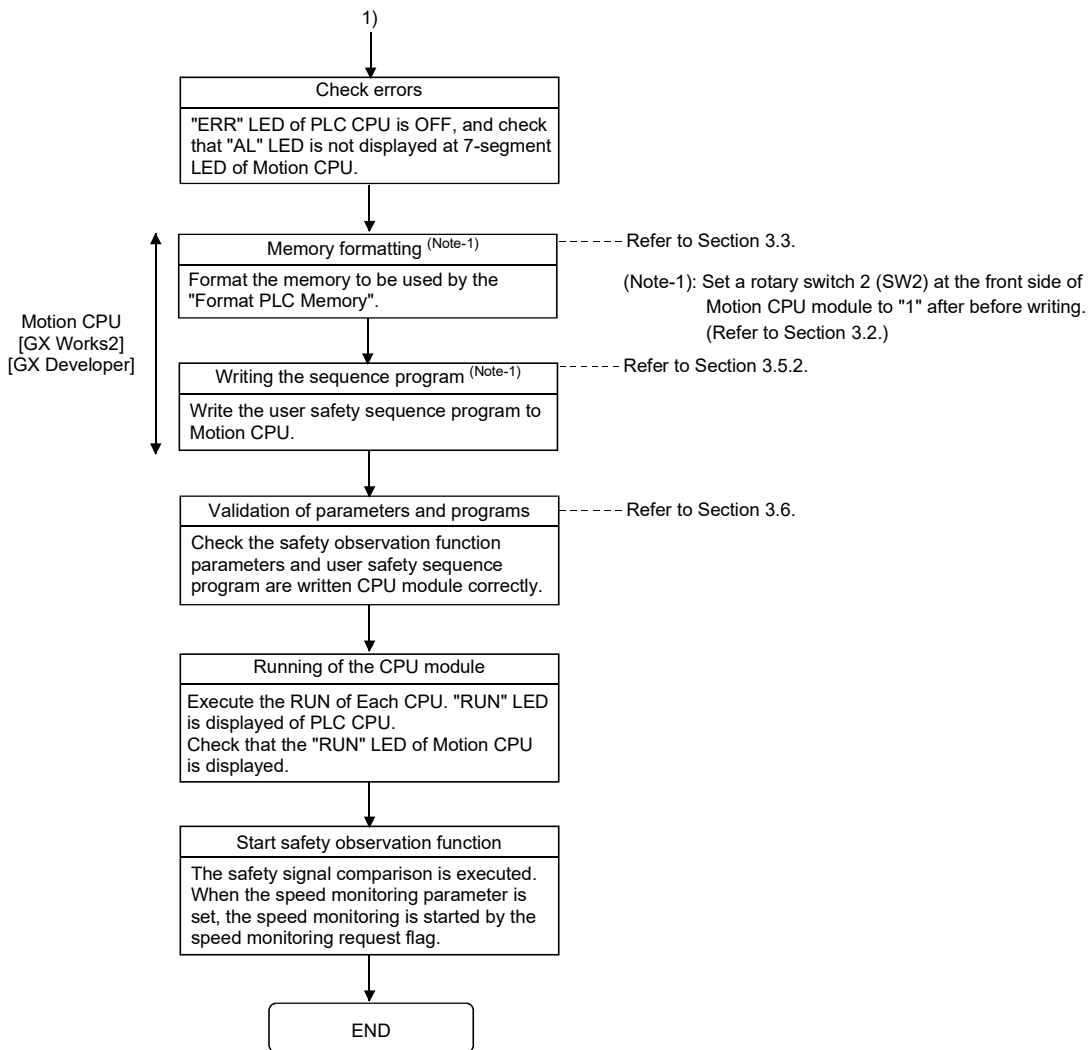 1)
Check errors
"ERR" LED of PLC CPU is OFF, and check
that "AL" LED is not displayed at 7-segment
LED of Motion CPU.
Memory formatting (Note-1)
Refer to Section 3.3.
Format the memory to be used by the
"Format PLC Memory".
(Note-1): Set a rotary switch 2 (SW2) at the front side of
Motion CPU module to "1" after before writing.
(Refer to Section 3.2.)
Motion CPU
[GX Works2]
[GX Developer]
Writing the sequence program (Note-1)
Refer to Section 3.5.2.
Write the user safety sequence program to
Motion CPU.
Validation of parameters and programs
Refer to Section 3.6.
Check the safety observation function
parameters and user safety sequence
program are written CPU module correctly.
Running of the CPU module
Execute the RUN of Each CPU. "RUN" LED
is displayed of PLC CPU.
Check that the "RUN" LED of Motion CPU
is displayed.
Start safety observation function
The safety signal comparison is executed.
When the speed monitoring parameter is
set, the speed monitoring is started by the
speed monitoring request flag.
END